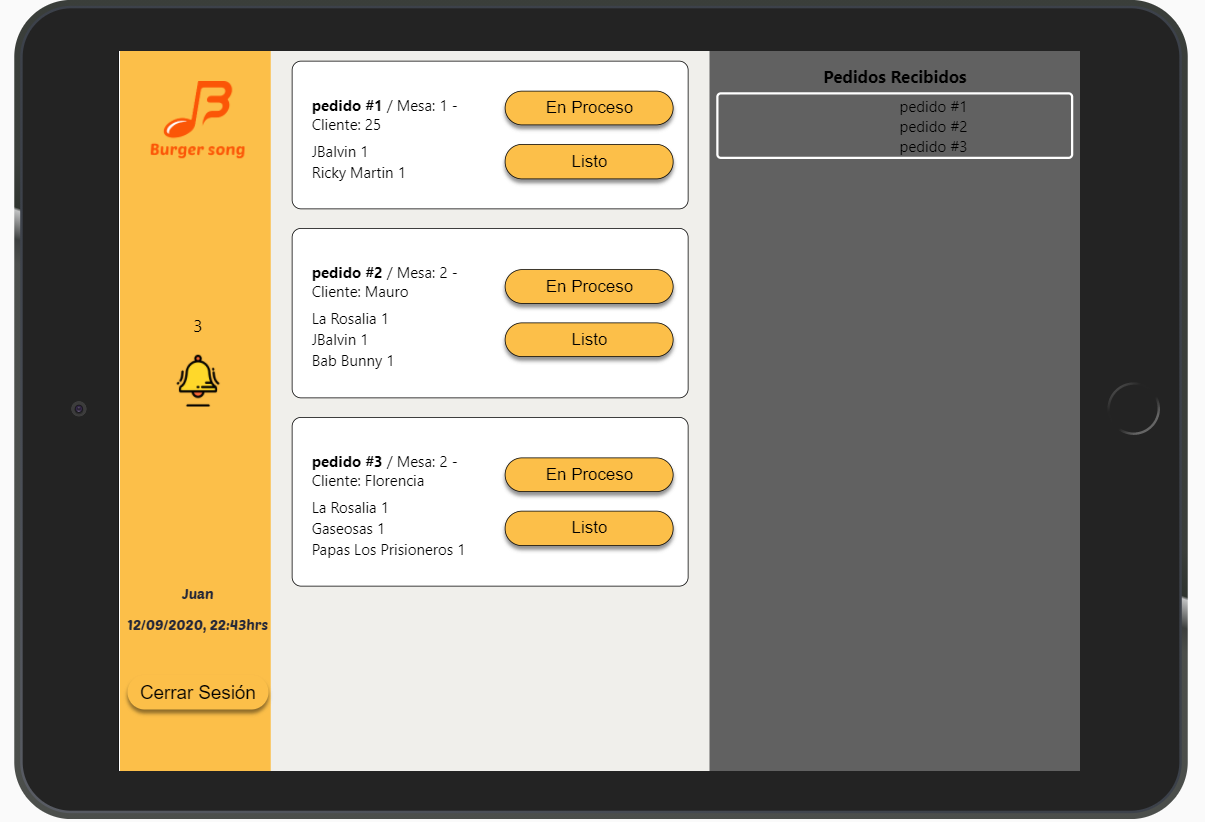 Burger song
3
Juan
12/09/2020, 22:43hrs
Cerrar Sesión
pedido #1 / Mesa: 1 -
Cliente: 25
JBalvin 1
Ricky Martin 1
En Proceso
Listo
pedido #2 / Mesa: 2 -
Cliente: Mauro
La Rosalia 1
JBalvin 1
Bab Bunny 1
En Proceso
Listo
pedido #3 / Mesa: 2 -
Cliente: Florencia
La Rosalia 1
Gaseosas 1
Papas Los Prisioneros 1
En Proceso
Listo
Pedidos Recibidos
pedido #1
pedido #2
pedido #3